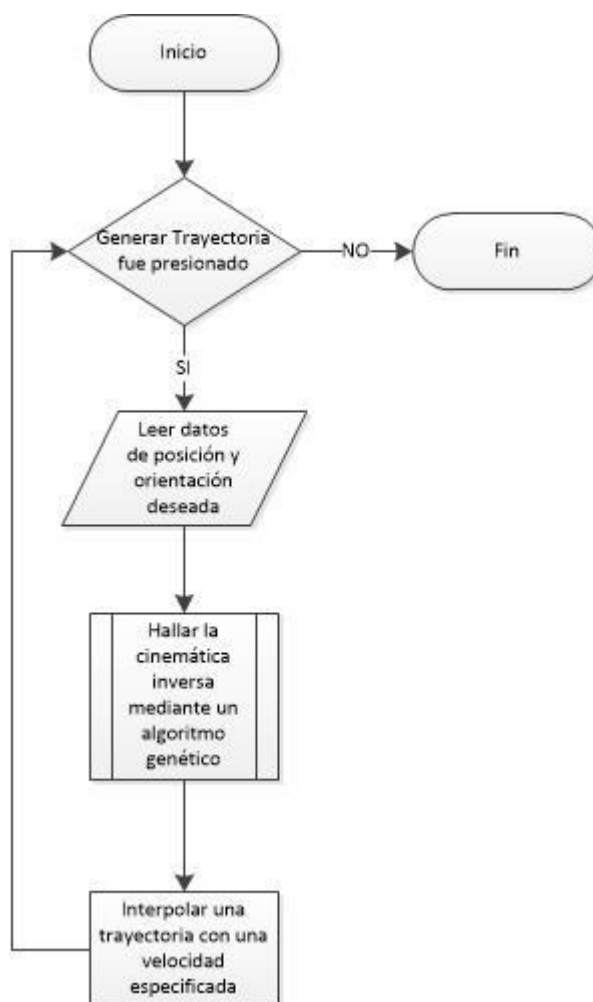 Inicio
Generar Trayectoria
fue presionado
NO
Fin
SI
Leer datos
de posición y
orientación
deseada
Hallar la
cinemática
inversa
mediante un
algoritmo
genético
Interpolar una
trayectoria con una
velocidad
especificada